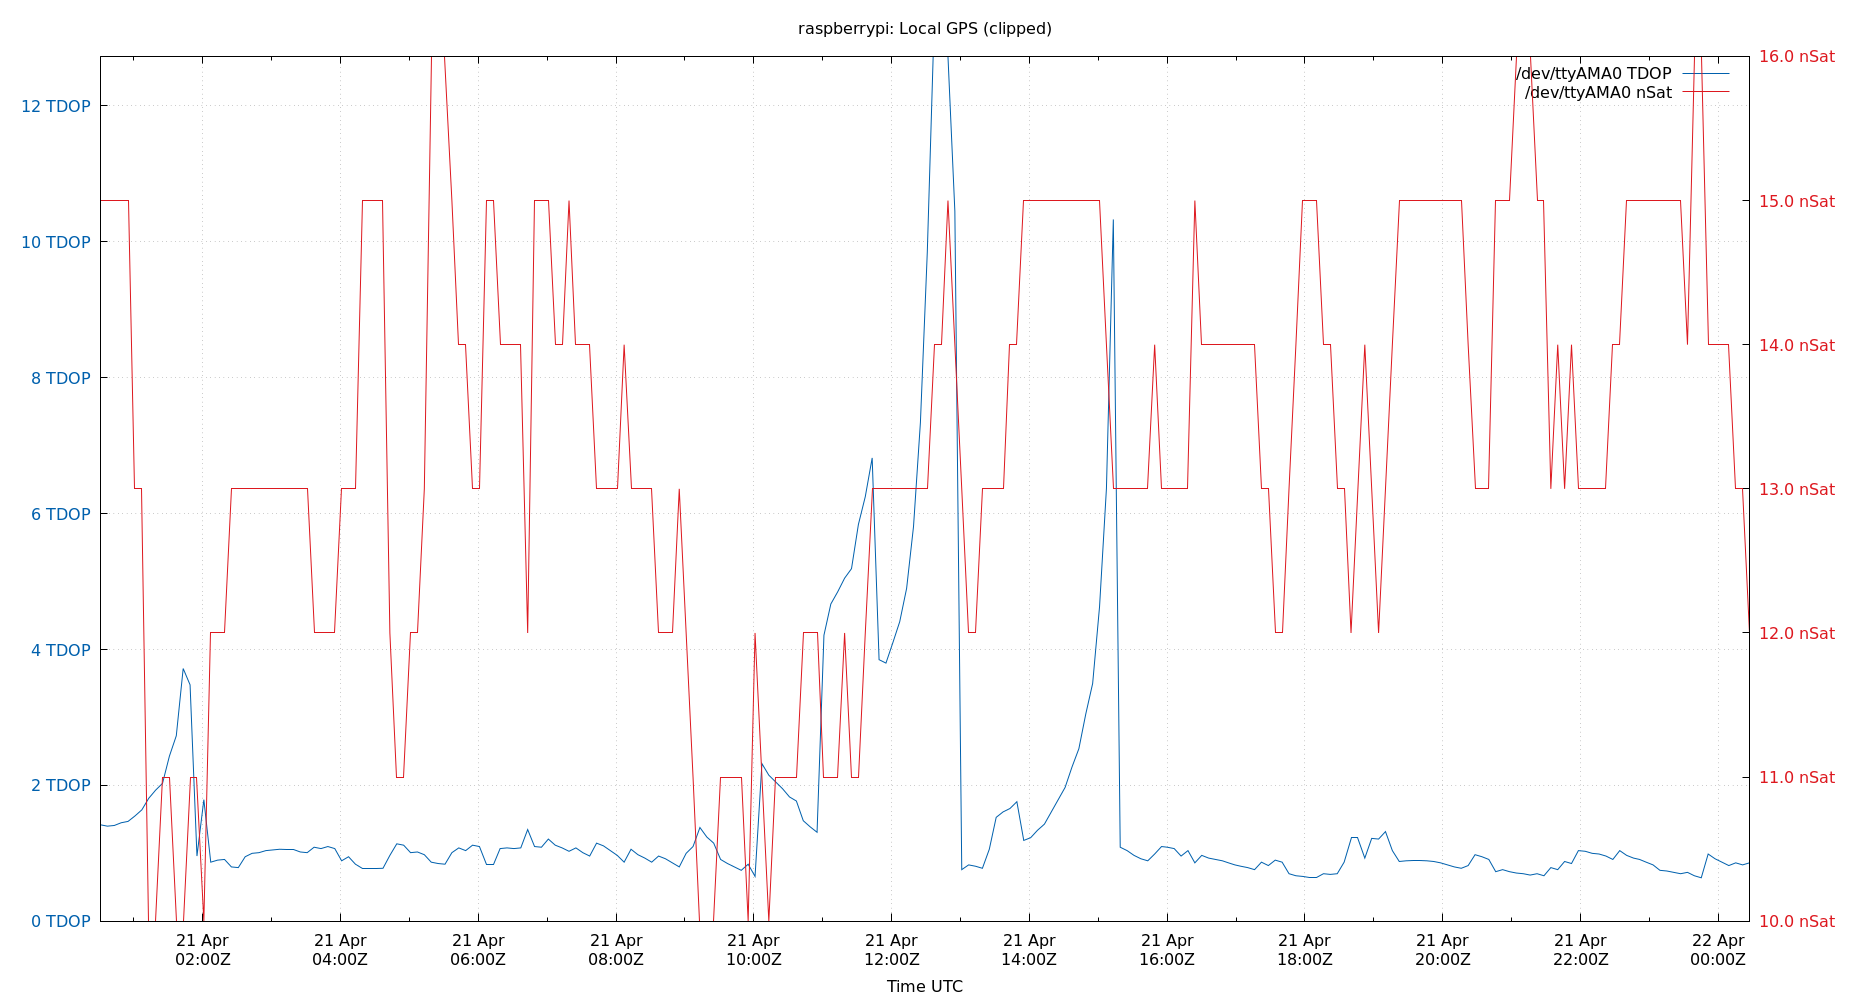 raspberrypi: Local GPS (clipped)
16.0 nSat
/dev/ttyAMA0 TDOP
/dev/ttyAMA0 nSat
12 TDOP
15.0 nSat
10 TDOP
14.0 nSat
8 TDOP
13.0 nSat
6 TDOP
12.0 nSat
4 TDOP
11.0 nSat
2 TDOP
10.0 nSat
0 TDOP
21 Apr 21 Apr 21 Apr 21 Apr 21 Apr 21 Apr 21 Apr 21 Apr 21 Apr 21 Apr 21 Apr 22 Apr
02:00Z 04:00Z 06:00Z 08:00Z 10:00Z 12:00Z 14:00Z 16:00Z 18:00Z 20:00Z 22:00Z 00:00Z
Time UTC